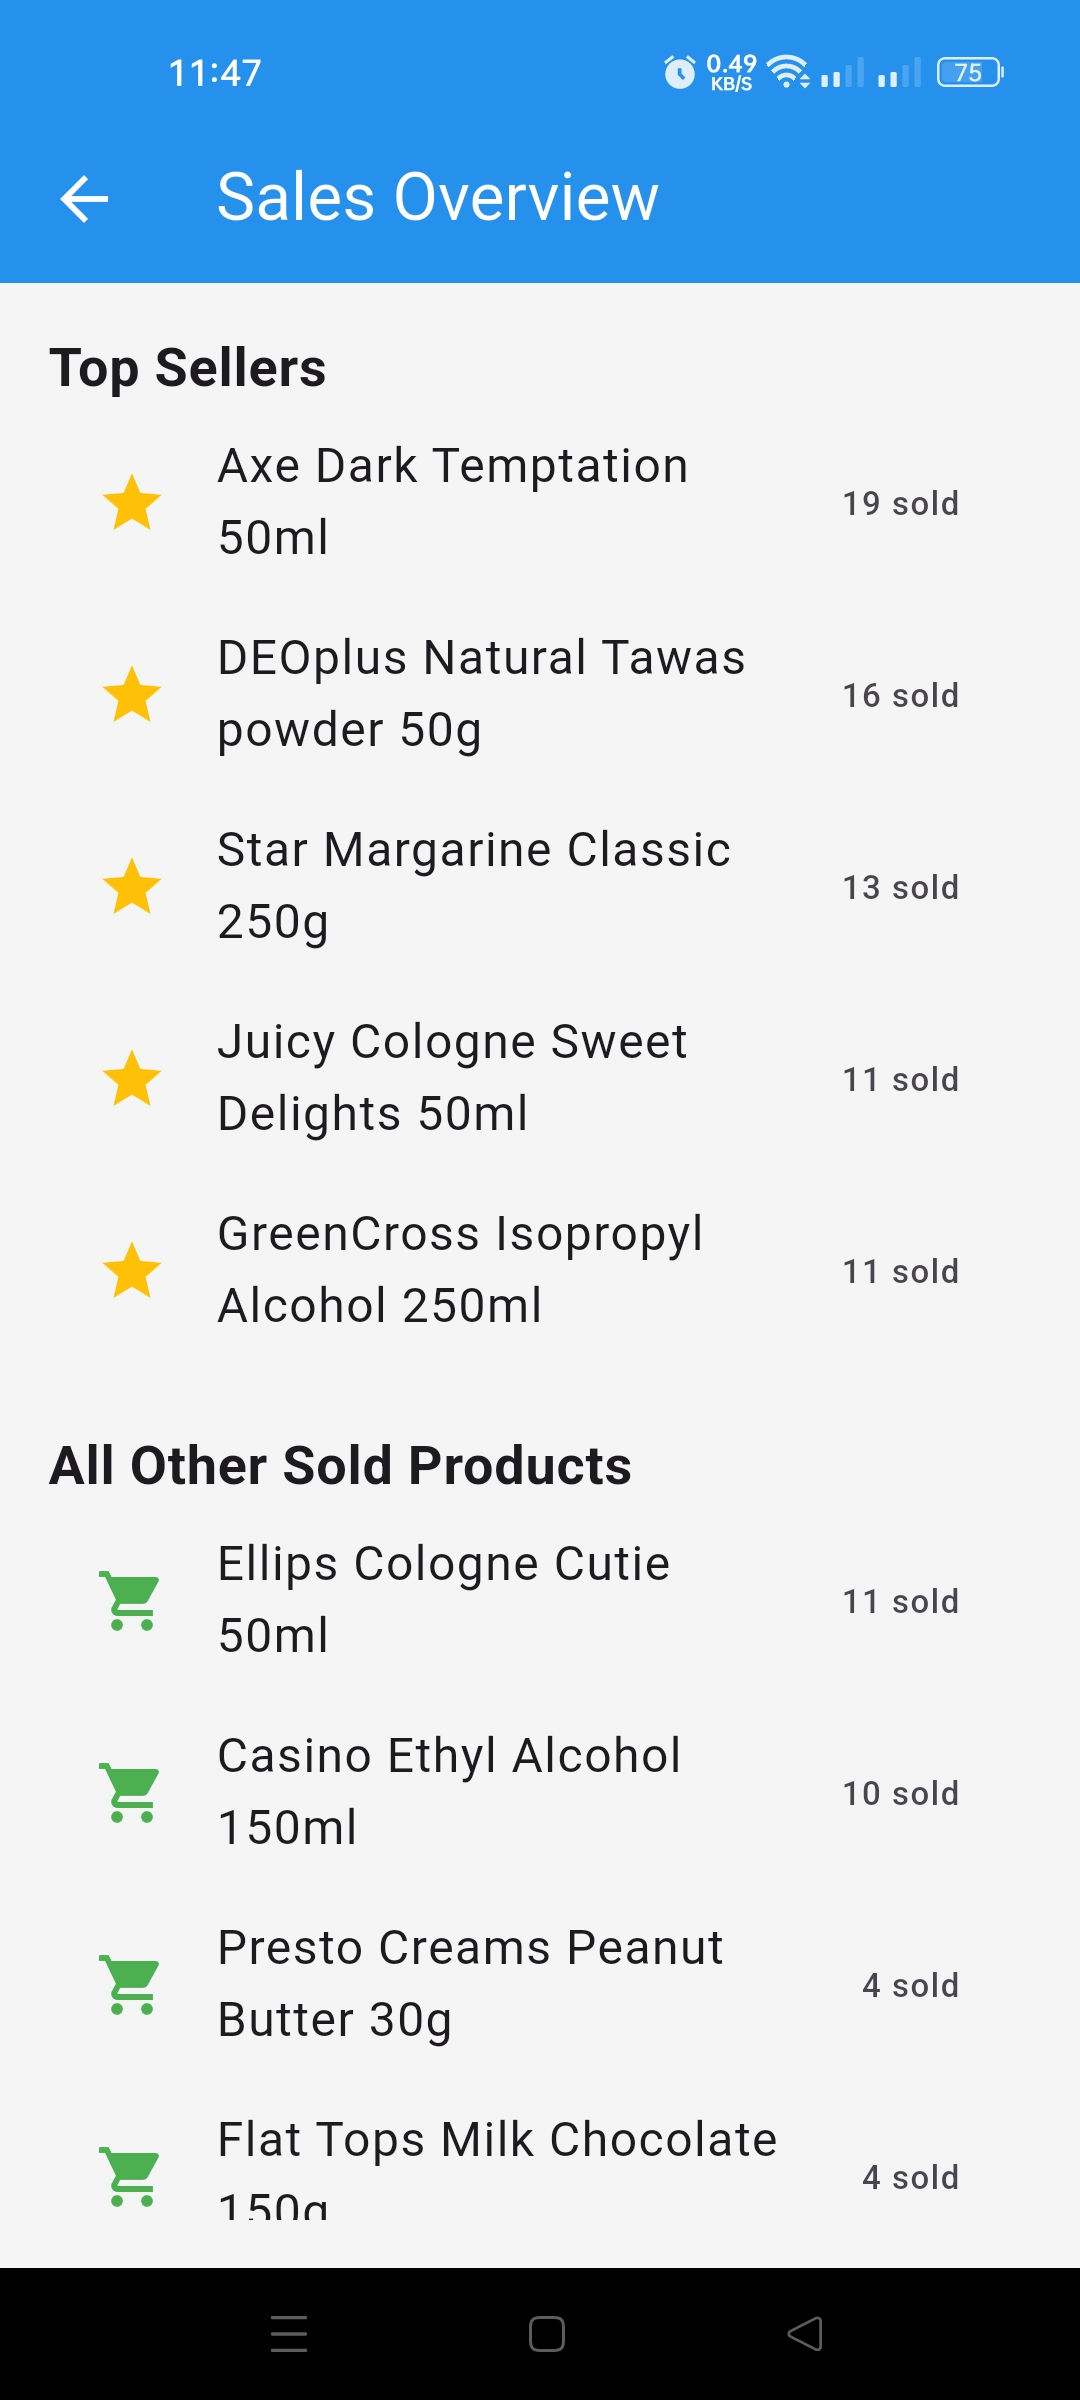 11:47
0.49
KB/S
75
Sales Overview
Top Sellers
Axe Dark Temptation
50ml
19 sold
DEOplus Natural Tawas
powder 50g
16 sold
Star Margarine Classic
250g
13 sold
Juicy Cologne Sweet
Delights 50ml
11 sold
GreenCross Isopropyl
Alcohol 250ml
11 sold
All Other Sold Products
Ellips Cologne Cutie
50ml
11 sold
Casino Ethyl Alcohol
150ml
10 sold
Presto Creams Peanut
Butter 30g
4 sold
Flat Tops Milk Chocolate
150g
4 sold